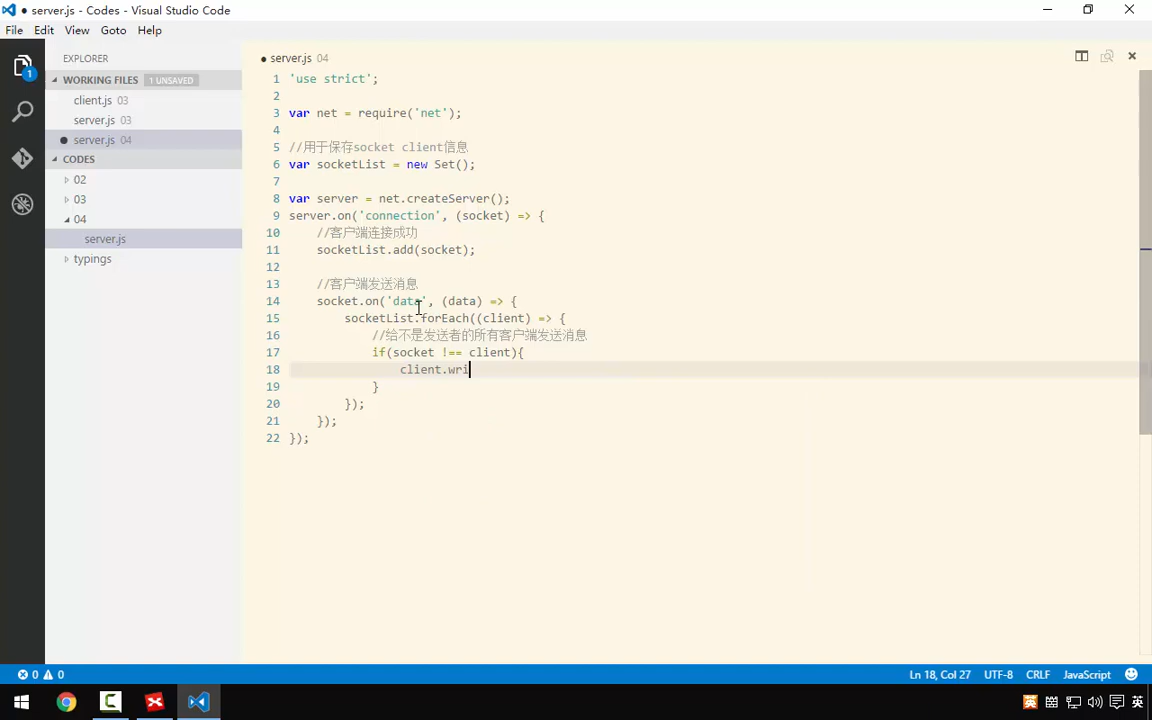 server.js - Codes - Visual Studio Code
File Edit View Goto Help
EXPLORER
WORKING FILES 1 UNSAVED
client.js 03
server.js 03
server.js 04
CODES
02
03
04
server.js
typings
server.js 04
1 'use strict';
2
3 var net = require('net');
4
5 //用于保存socket client信息
6 var socketList = new Set();
7
8 var server = net.createServer();
9 server.on('connection', (socket) => {
10 //客户端连接成功
11 socketList.add(socket);
12
13 //客户端发送消息
14 socket.on('data', (data) => {
15 socketList.forEach((client) => {
16 //给不是发送者的所有客户端发送消息
17 if(socket !== client){
18 client.wri
19 }
20 });
21 });
22 });
1
0 0
Ln 18, Col 27 UTF-8 CRLF JavaScript
英 英